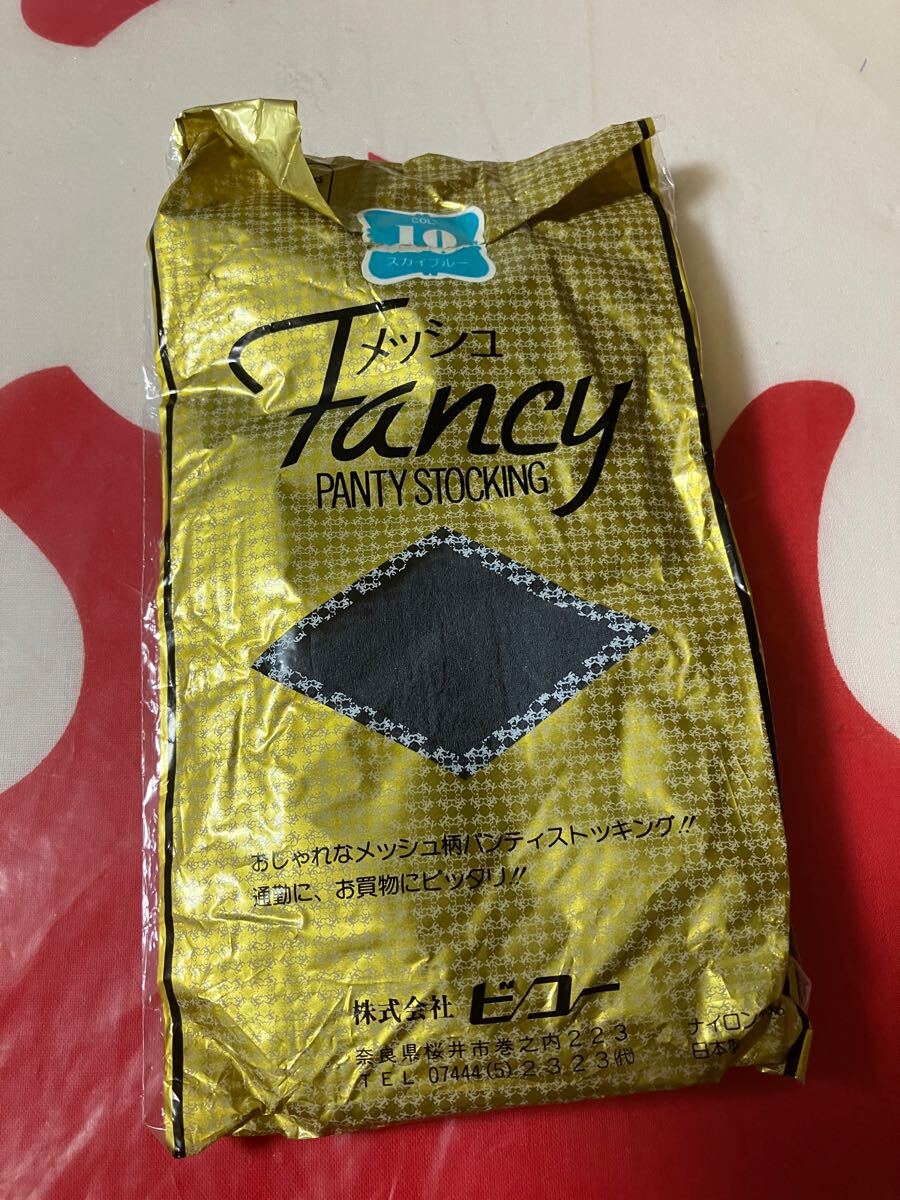 COL.
10
スカイブルー
メッシュ
Fancy
PANTY STOCKING
おしゃれなメッシュ柄パンティストッキング!!
通勤に、お買物にピッタリ!!
株式会社 ビュー
奈良県桜井市巻之内223
TEL 07444(5)2323㈹
ナイロン
日本